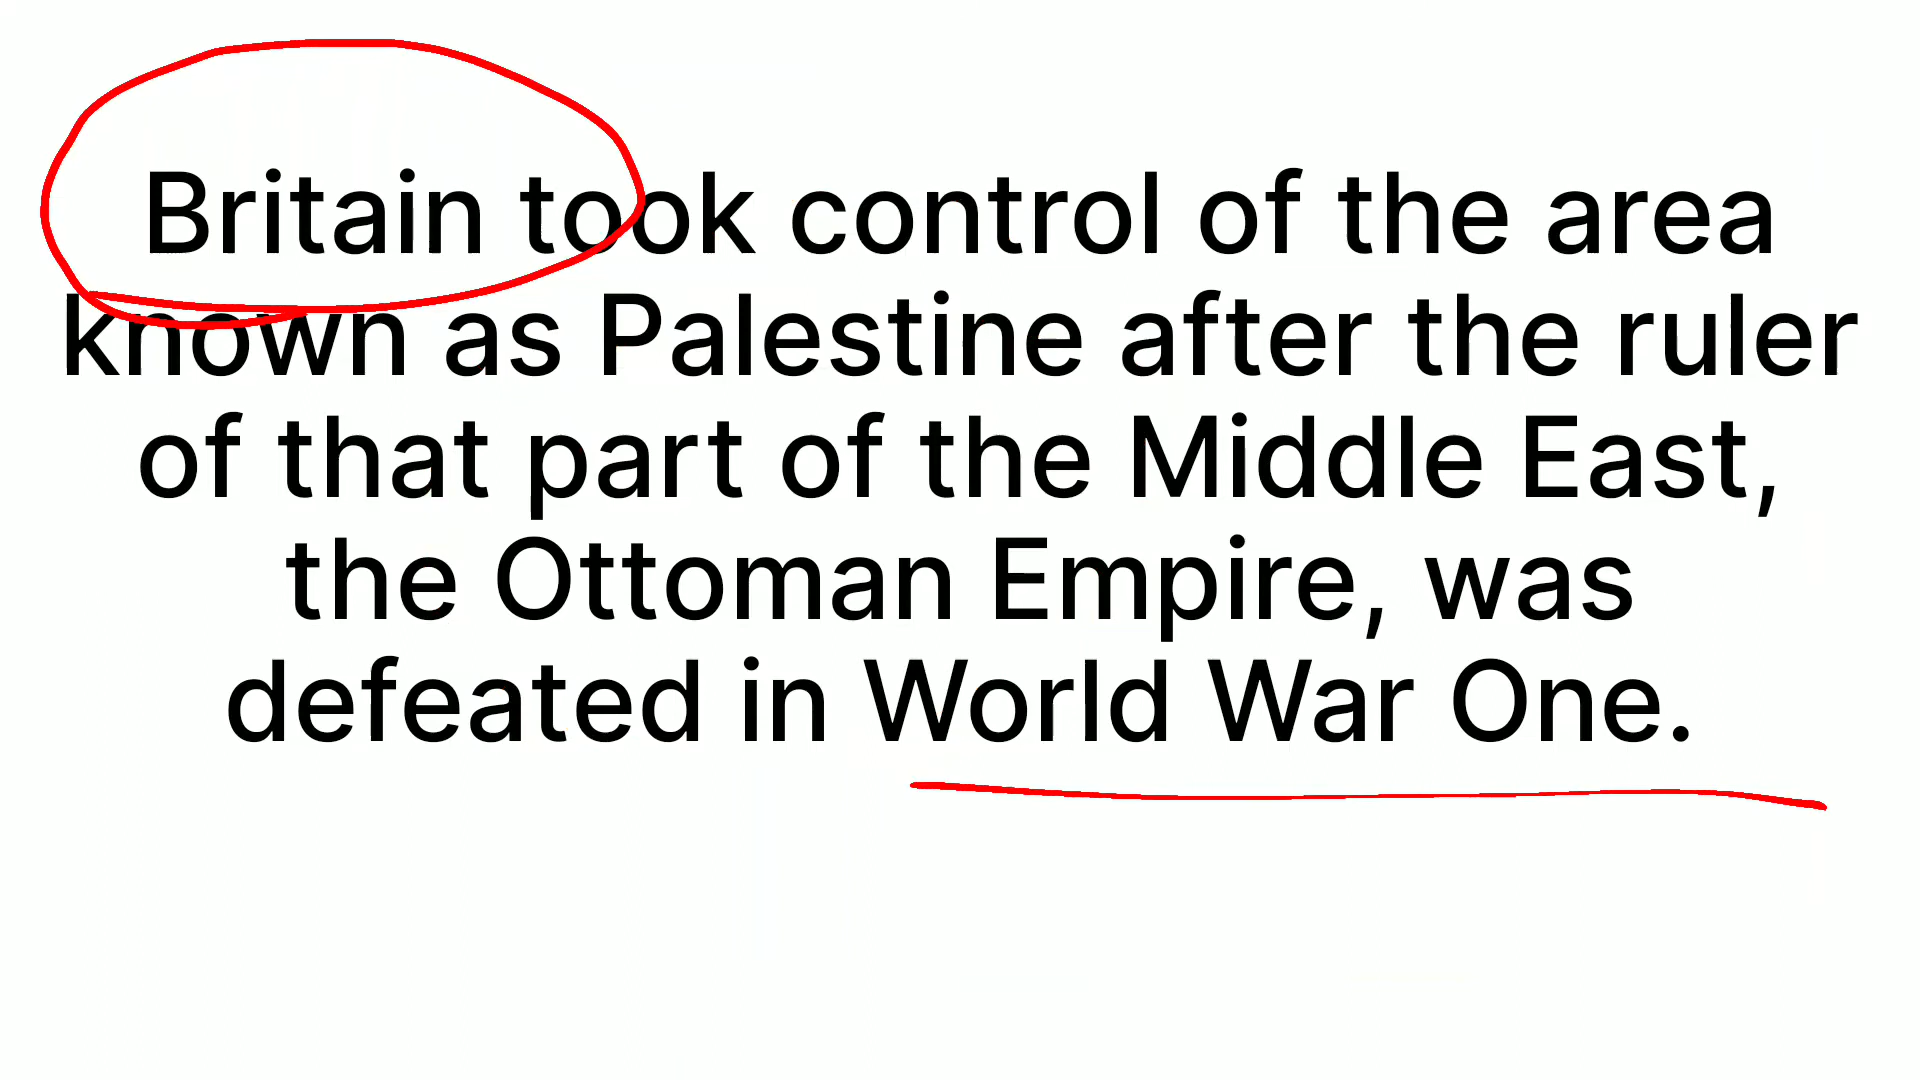 Britain took control of the area
known as Palestine after the ruler
of that part of the Middle East,
the Ottoman Empire, was
defeated in World War One.